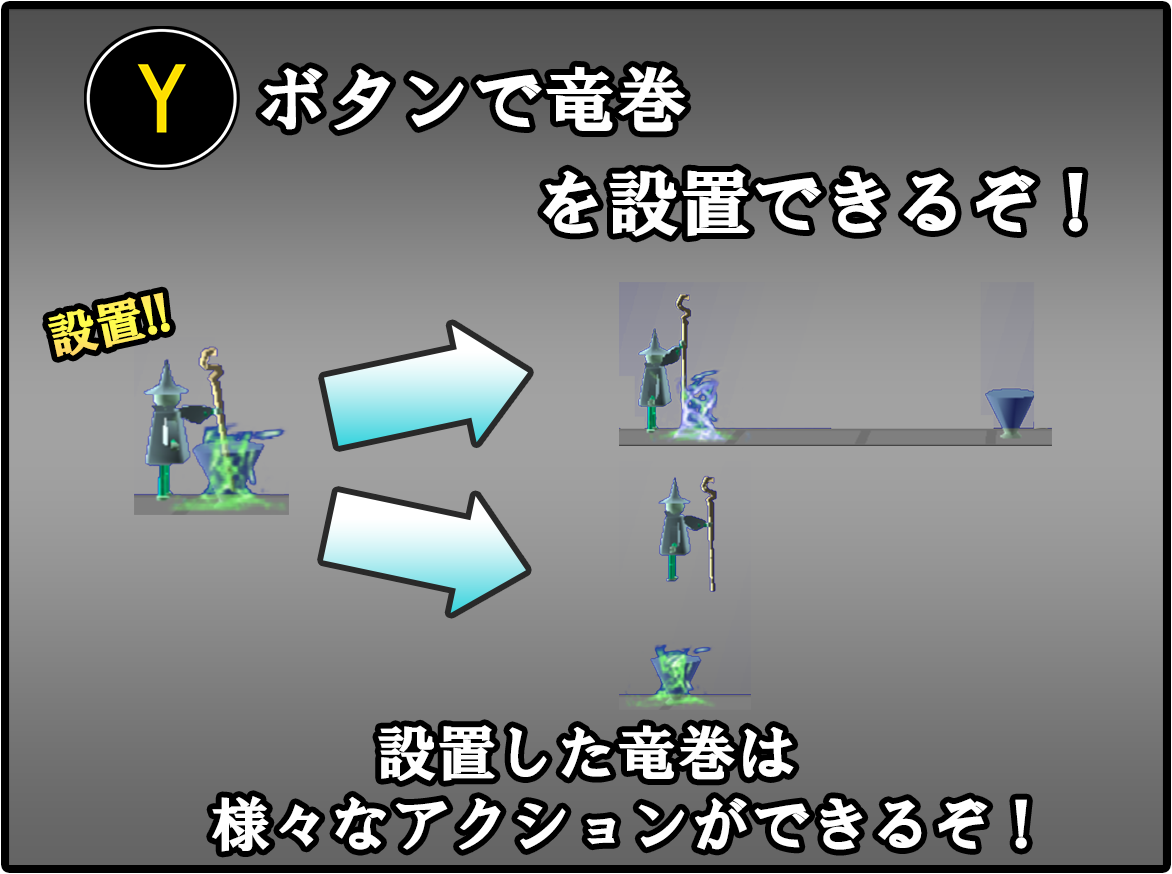 Yボタンで竜巻
を設置できるぞ！
設置!!
設置した竜巻は
様々なアクションができるぞ！